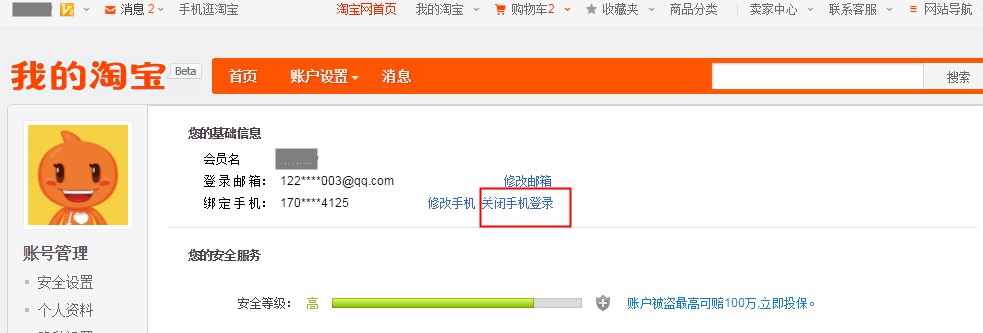 消息 2 手机逛淘宝 淘宝网首页 我的淘宝 购物车2 收藏夹 商品分类 卖家中心 联系客服 网站导航
我的淘宝 Beta 首页 账户设置 消息 搜索
您的基础信息
会员名
登录邮箱： 122****003@qq.com 修改邮箱
绑定手机： 170****4125 修改手机 关闭手机登录
账号管理
安全设置
个人资料
您的安全服务
安全等级： 高 账户被盗最高可赔100万,立即投保。